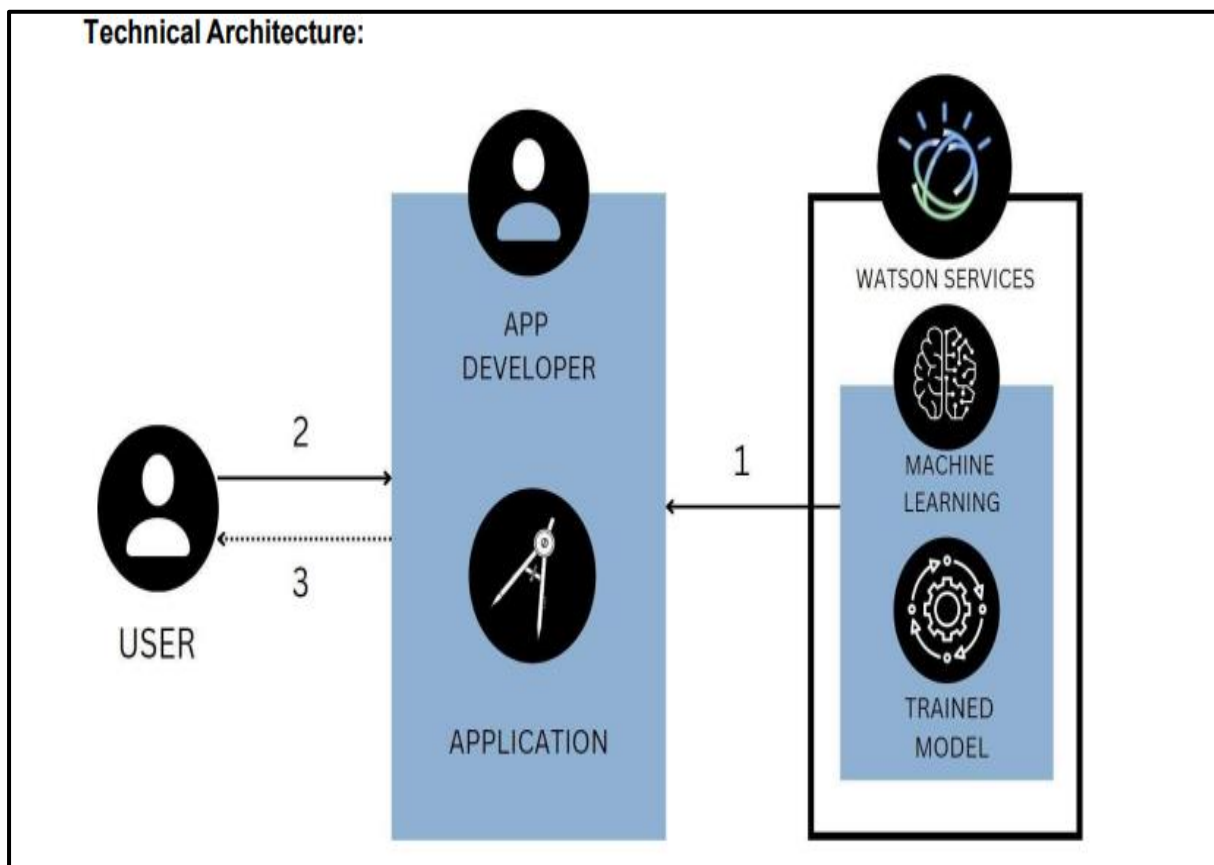 Technical Architecture:
WATSON SERVICES
APP
DEVELOPER
2
1
MACHINE
LEARNING
3
USER
TRAINED
MODEL
APPLICATION